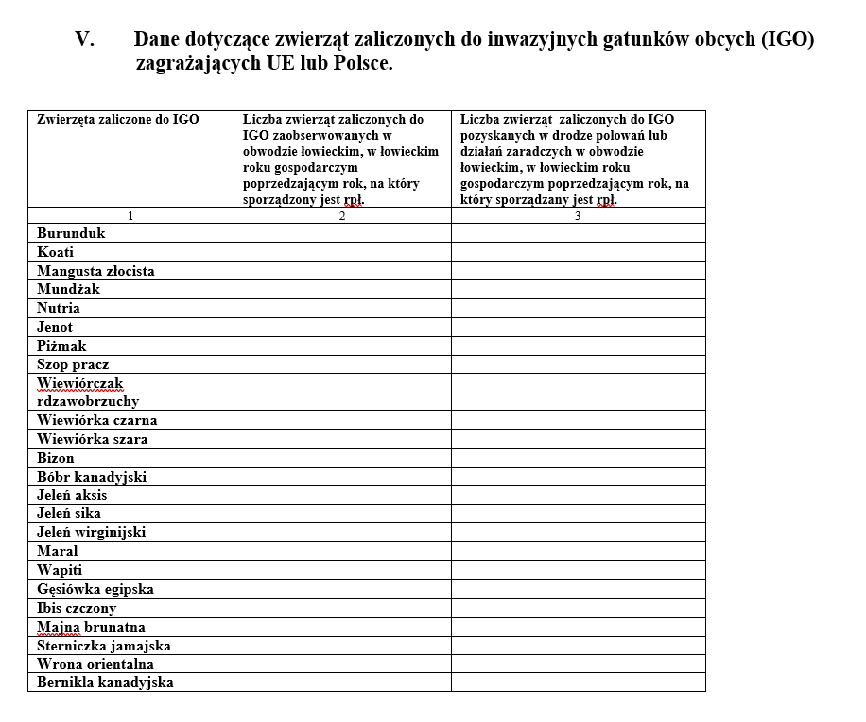 V. Dane dotyczące zwierząt zaliczonych do inwazyjnych gatunków obcych (IGO)
zagrażających UE lub Polsce.
Zwierzęta zaliczone do IGO
Liczba zwierząt zaliczonych do
IGO zaobserwowanych w
obwodzie łowieckim, w łowieckim
roku gospodarczym
poprzedzającym rok, na który
sporządzony jest rpł.
Liczba zwierząt zaliczonych do IGO
pozyskanych w drodze polowań lub
działań zaradczych w obwodzie
łowieckim, w łowieckim roku
gospodarczym poprzedzającym rok, na
który sporządzany jest rpł.
1 2 3
Burunduk
Koati
Mangusta złocista
Mundżak
Nutria
Jenot
Piżmak
Szop pracz
Wiewiórczak
rdzawobrzuchy
Wiewiórka czarna
Wiewiórka szara
Bizon
Bóbr kanadyjski
Jeleń aksis
Jeleń sika
Jeleń wirginijski
Maral
Wapiti
Gęsiówka egipska
Ibis czczony
Majna brunatna
Sterniczka jamajska
Wrona orientalna
Bernikla kanadyjska